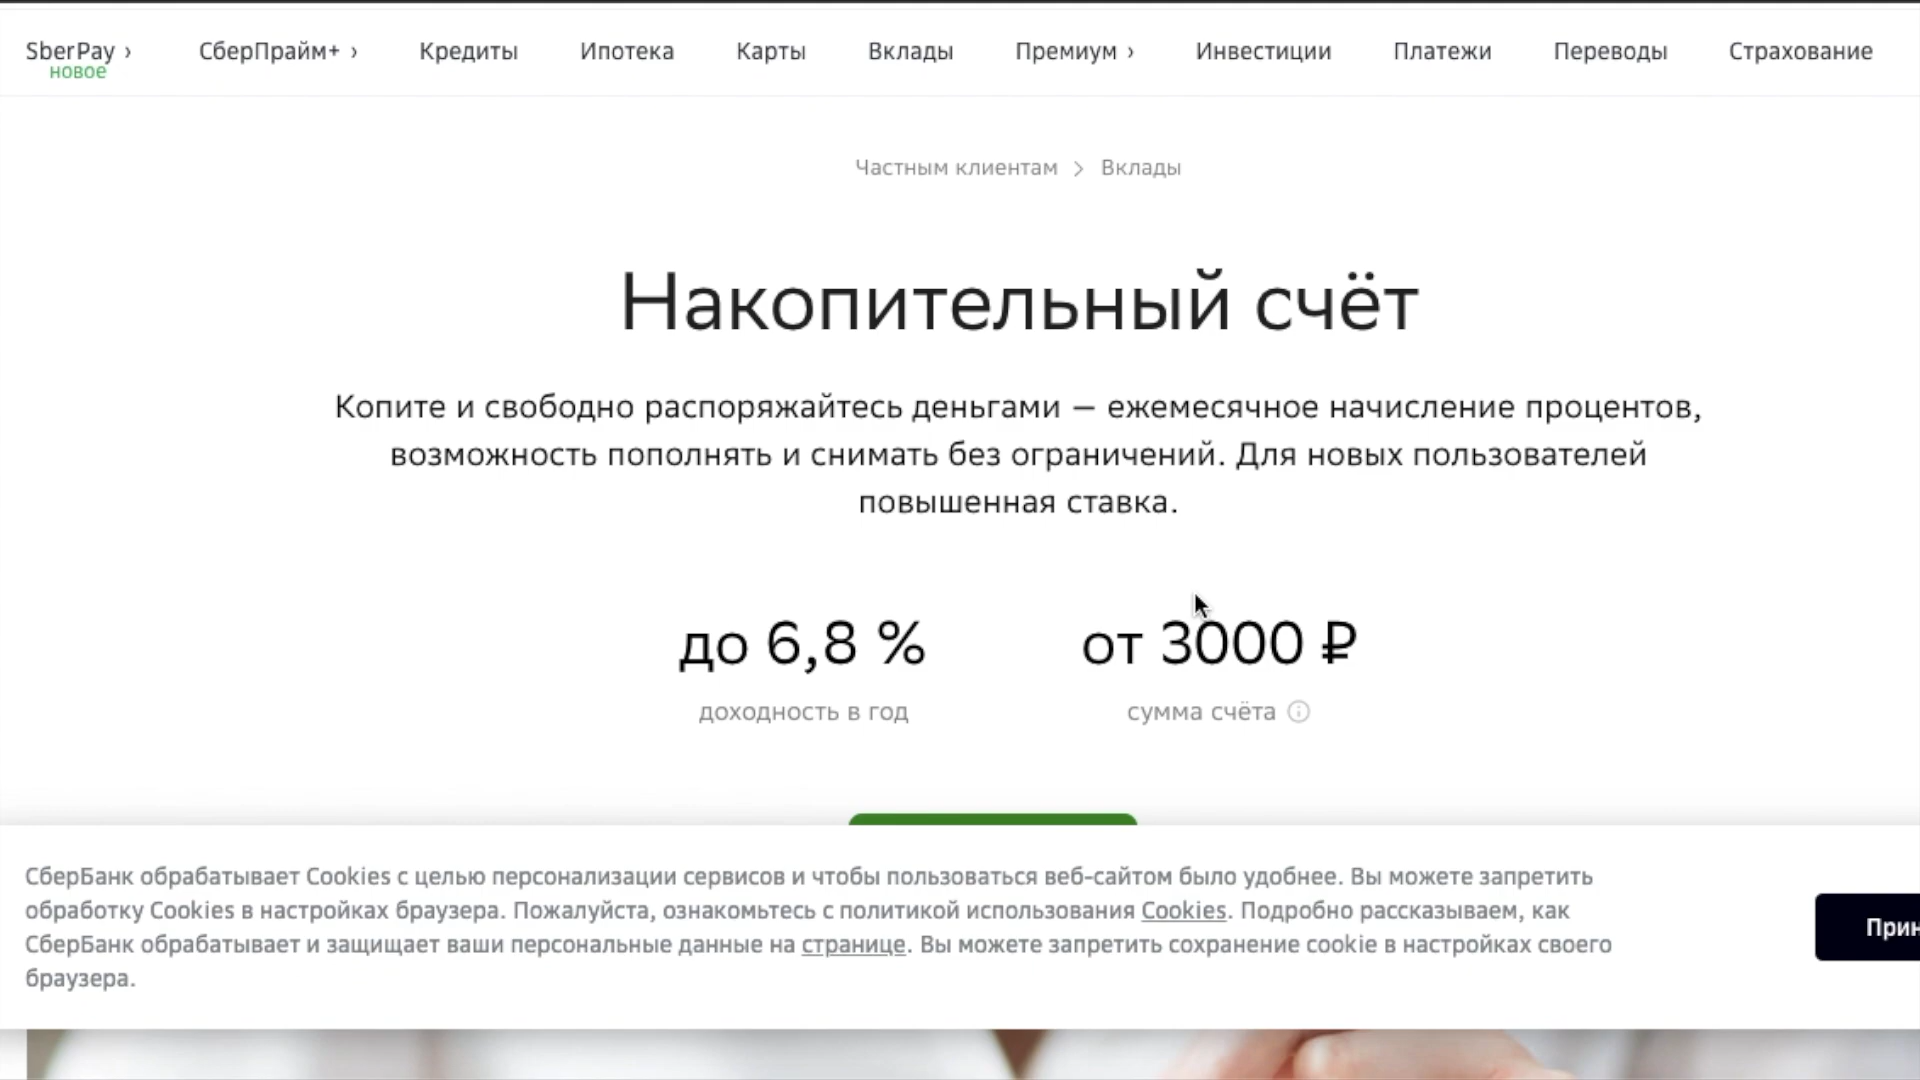 SberPay › СберПрайм+ › Кредиты Ипотека Карты Вклады Премиум › Инвестиции Платежи Переводы Страхование
новое
Частным клиентам > Вклады
Накопительный счёт
Копите и свободно распоряжайтесь деньгами — ежемесячное начисление процентов,
возможность пополнять и снимать без ограничений. Для новых пользователей
повышенная ставка.
до 6,8 % от 3000 ₽
доходность в год сумма счёта
СберБанк обрабатывает Cookies с целью персонализации сервисов и чтобы пользоваться веб-сайтом было удобнее. Вы можете запретить
обработку Cookies в настройках браузера. Пожалуйста, ознакомьтесь с политикой использования Cookies. Подробно рассказываем, как
СберБанк обрабатывает и защищает ваши персональные данные на странице. Вы можете запретить сохранение cookie в настройках своего
браузера.